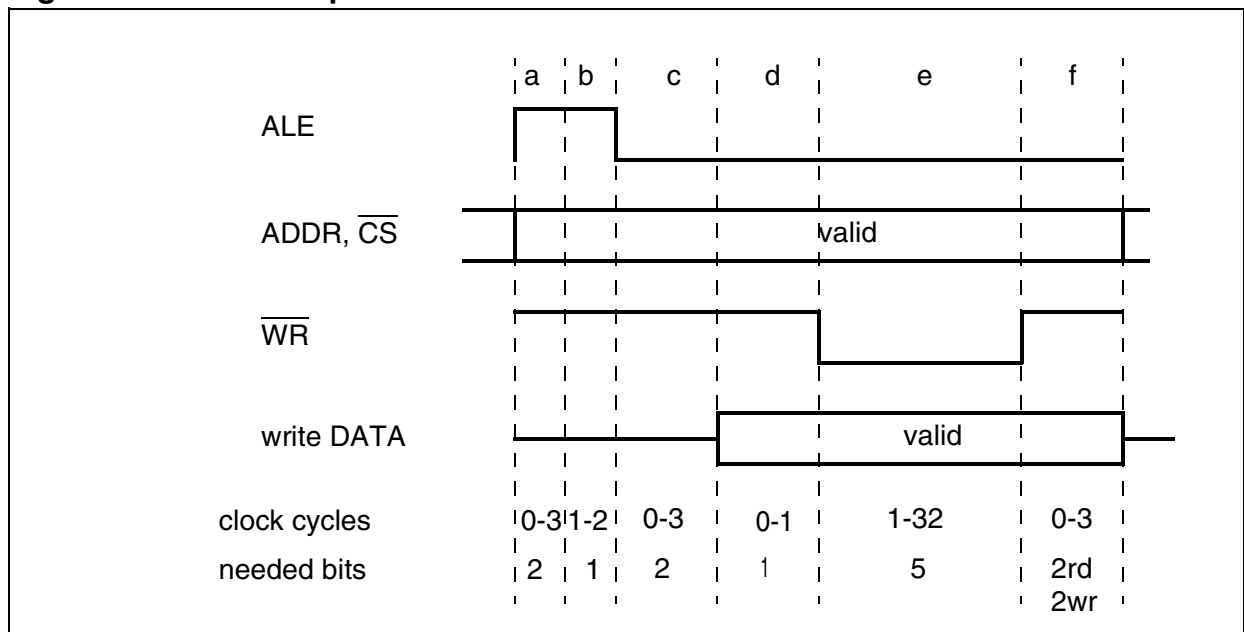 a b c d e f
ALE
ADDR, CS valid
WR
write DATA valid
clock cycles 0-3 1-2 0-3 0-1 1-32 0-3
needed bits 2 1 2 1 5 2rd
2wr